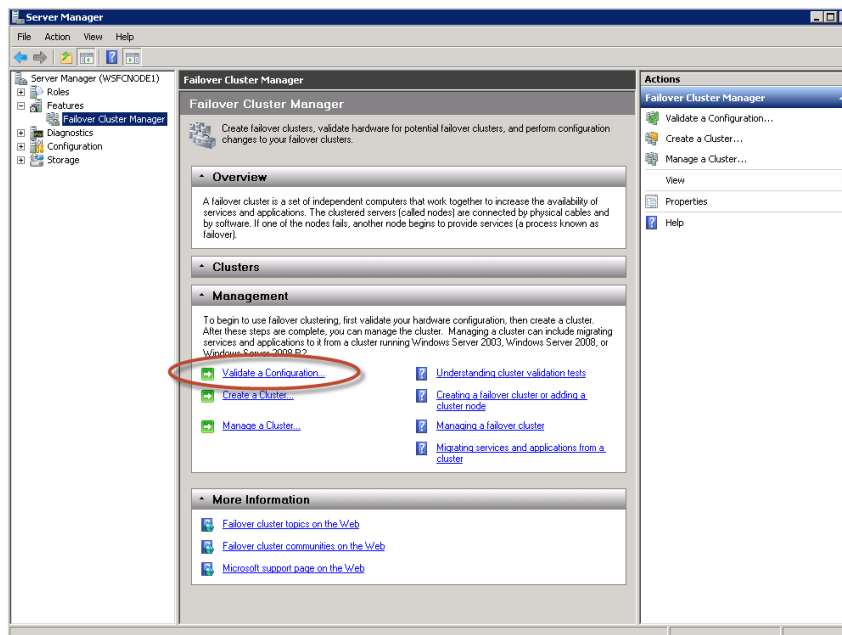 Server Manager
File Action View Help
Server Manager (WSFCNODE1)
Roles
Features
Failover Cluster Manager
Diagnostics
Configuration
Storage
Failover Cluster Manager
Failover Cluster Manager
Create failover clusters, validate hardware for potential failover clusters, and perform configuration
changes to your failover clusters.
Overview
A failover cluster is a set of independent computers that work together to increase the availability of
services and applications. The clustered servers (called nodes) are connected by physical cables and
by software. If one of the nodes fails, another node begins to provide services (a process known as
failover).
Clusters
Management
To begin to use failover clustering, first validate your hardware configuration, then create a cluster.
After these steps are complete, you can manage the cluster. Managing a cluster can include migrating
services and applications to it from a cluster running Windows Server 2003, Windows Server 2008, or
Windows Server 2008 R2.
Validate a Configuration...
Create a Cluster...
Manage a Cluster...
Understanding cluster validation tests
Creating a failover cluster or adding a
cluster node
Managing a failover cluster
Migrating services and applications from a
cluster
More Information
Failover cluster topics on the Web
Failover cluster communities on the Web
Microsoft support page on the Web
Actions
Failover Cluster Manager
Validate a Configuration...
Create a Cluster...
Manage a Cluster...
View
Properties
Help